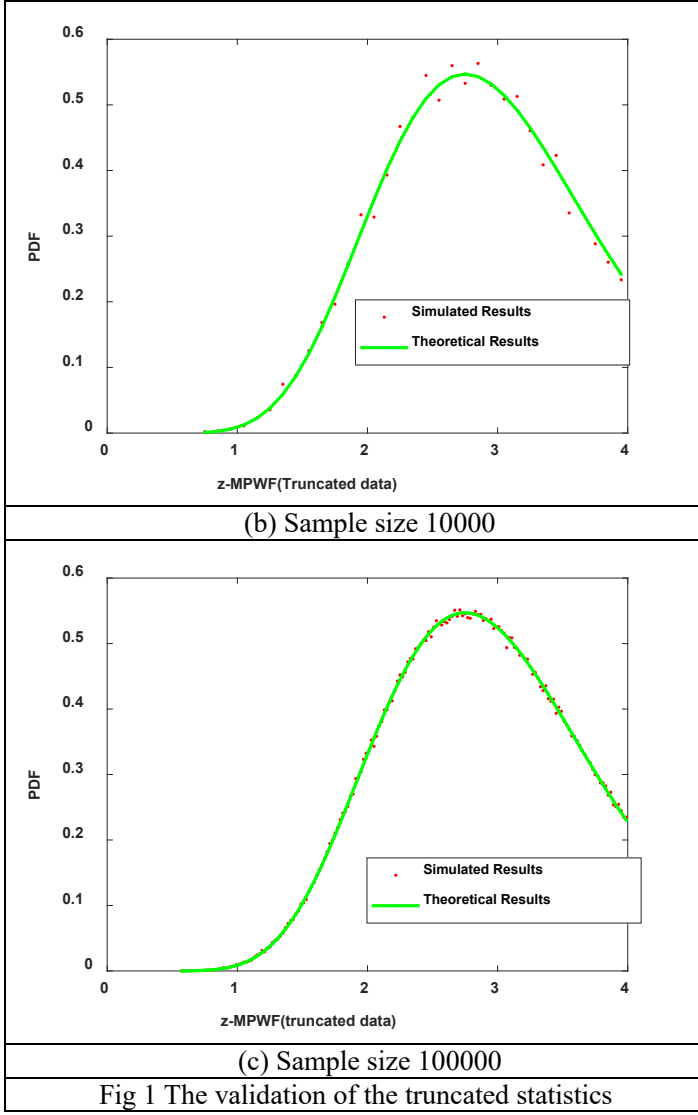 0.6
0.5
0.4
0.3
0.2
0.1
0
PDF
Simulated Results
Theoretical Results
0 1 2 3 4
z-MPWF(Truncated data)
(b) Sample size 10000
0.6
0.5
0.4
0.3
0.2
0.1
0
PDF
Simulated Results
Theoretical Results
0 1 2 3 4
z-MPWF(truncated data)
(c) Sample size 100000
Fig 1 The validation of the truncated statistics